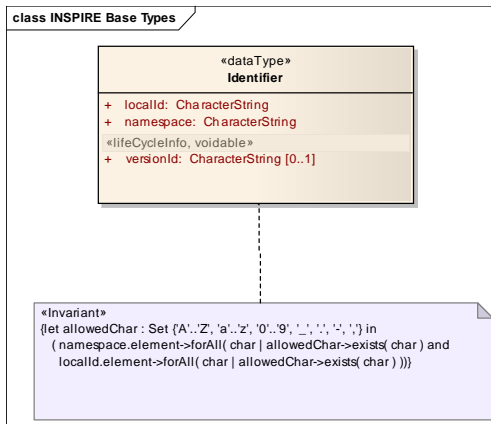 class INSPIRE Base Types
«dataType»
Identifier
+ localId: CharacterString
+ namespace: CharacterString
«lifeCycleInfo, voidable»
+ versionId: CharacterString [0..1]
«Invariant»
{let allowedChar : Set {'A'..'Z', 'a'..'z', '0'..'9', '_', '.', '-', ','} in
( namespace.element->forAll( char | allowedChar->exists( char ) and
localId.element->forAll( char | allowedChar->exists( char ) ))}